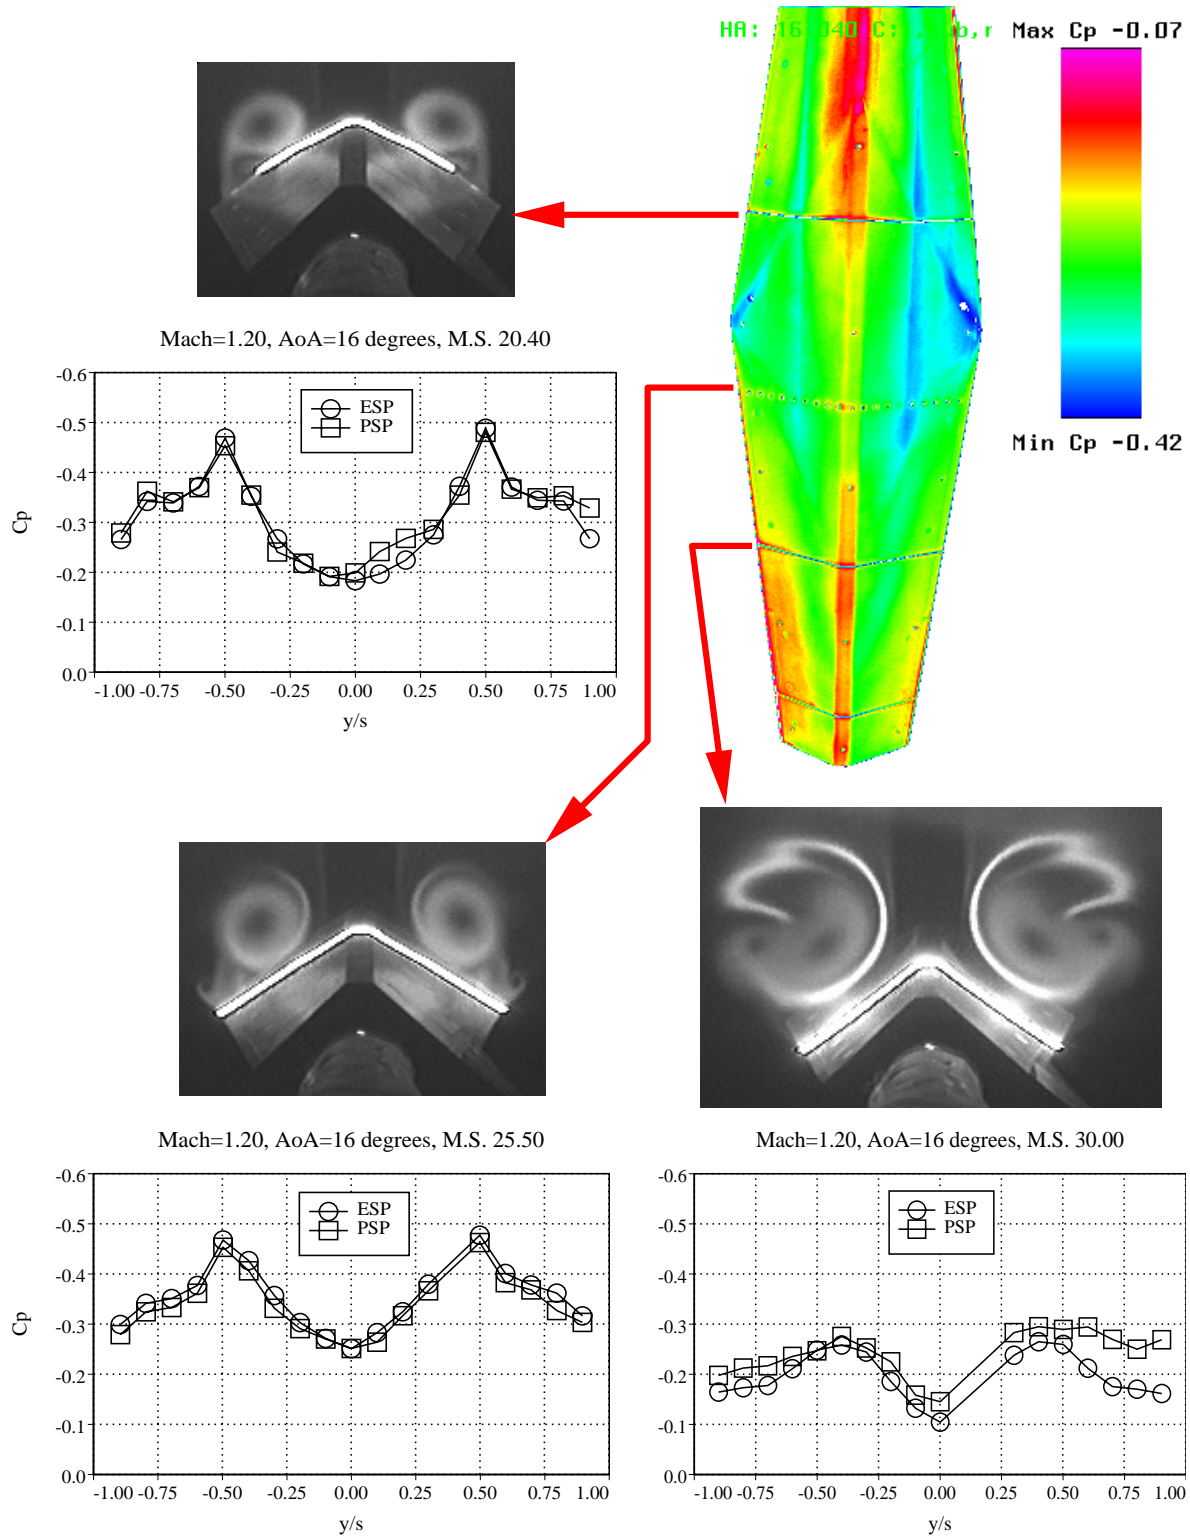 HA: 16.040 C:
Max Cp -0.07
Min Cp -0.42
Mach=1.20, AoA=16 degrees, M.S. 20.40
-0.6
-0.5
-0.4
-0.3
-0.2
-0.1
0.0
Cp
ESP
PSP
-1.00 -0.75 -0.50 -0.25 0.00 0.25 0.50 0.75 1.00
y/s
Mach=1.20, AoA=16 degrees, M.S. 25.50
-0.6
-0.5
-0.4
-0.3
-0.2
-0.1
0.0
Cp
ESP
PSP
-1.00 -0.75 -0.50 -0.25 0.00 0.25 0.50 0.75 1.00
y/s
Mach=1.20, AoA=16 degrees, M.S. 30.00
-0.6
-0.5
-0.4
-0.3
-0.2
-0.1
0.0
ESP
PSP
-1.00 -0.75 -0.50 -0.25 0.00 0.25 0.50 0.75 1.00
y/s